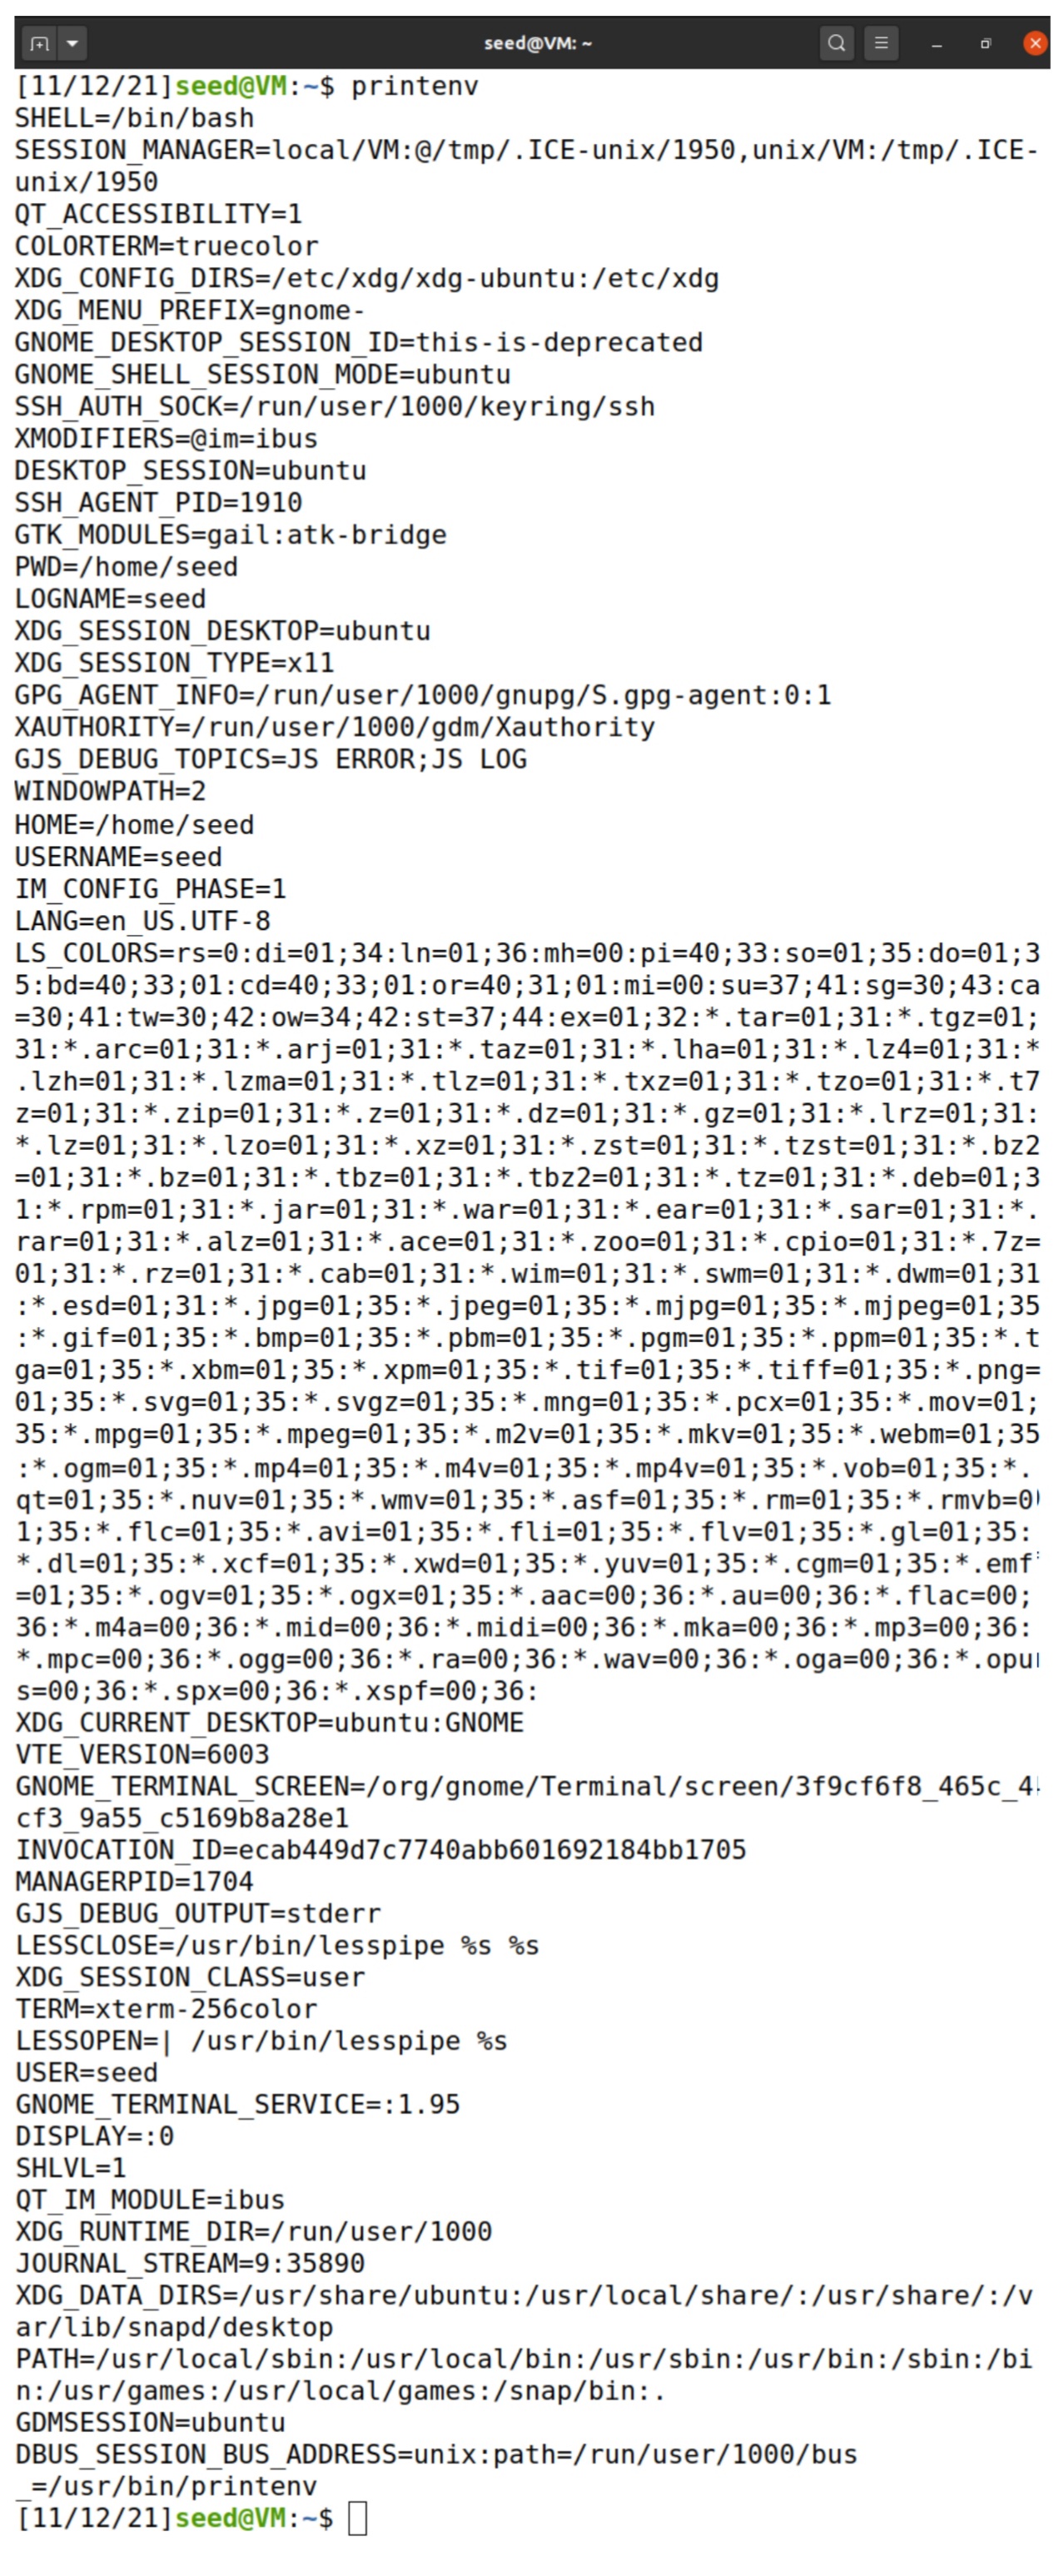 seed@VM: ~
[11/12/21]seed@VM:~$ printenv
SHELL=/bin/bash
SESSION_MANAGER=local/VM:@/tmp/.ICE-unix/1950,unix/VM:/tmp/.ICE-
unix/1950
QT_ACCESSIBILITY=1
COLORTERM=truecolor
XDG_CONFIG_DIRS=/etc/xdg/xdg-ubuntu:/etc/xdg
XDG_MENU_PREFIX=gnome-
GNOME_DESKTOP_SESSION_ID=this-is-deprecated
GNOME_SHELL_SESSION_MODE=ubuntu
SSH_AUTH_SOCK=/run/user/1000/keyring/ssh
XMODIFIERS=@im=ibus
DESKTOP_SESSION=ubuntu
SSH_AGENT_PID=1910
GTK_MODULES=gail:atk-bridge
PWD=/home/seed
LOGNAME=seed
XDG_SESSION_DESKTOP=ubuntu
XDG_SESSION_TYPE=x11
GPG_AGENT_INFO=/run/user/1000/gnupg/S.gpg-agent:0:1
XAUTHORITY=/run/user/1000/gdm/Xauthority
GJS_DEBUG_TOPICS=JS ERROR;JS LOG
WINDOWPATH=2
HOME=/home/seed
USERNAME=seed
IM_CONFIG_PHASE=1
LANG=en_US.UTF-8
LS_COLORS=rs=0:di=01;34:ln=01;36:mh=00:pi=40;33:so=01;35:do=01;3
5:bd=40;33;01:cd=40;33;01:or=40;31;01:mi=00:su=37;41:sg=30;43:ca
=30;41:tw=30;42:ow=34;42:st=37;44:ex=01;32:*.tar=01;31:*.tgz=01;
31:*.arc=01;31:*.arj=01;31:*.taz=01;31:*.lha=01;31:*.lz4=01;31:*
.lzh=01;31:*.lzma=01;31:*.tlz=01;31:*.txz=01;31:*.tzo=01;31:*.t7
z=01;31:*.zip=01;31:*.z=01;31:*.dz=01;31:*.gz=01;31:*.lrz=01;31:
*.lz=01;31:*.lzo=01;31:*.xz=01;31:*.zst=01;31:*.tzst=01;31:*.bz2
=01;31:*.bz=01;31:*.tbz=01;31:*.tbz2=01;31:*.tz=01;31:*.deb=01;3
1:*.rpm=01;31:*.jar=01;31:*.war=01;31:*.ear=01;31:*.sar=01;31:*.
rar=01;31:*.alz=01;31:*.ace=01;31:*.zoo=01;31:*.cpio=01;31:*.7z=
01;31:*.rz=01;31:*.cab=01;31:*.wim=01;31:*.swm=01;31:*.dwm=01;31
:*.esd=01;31:*.jpg=01;35:*.jpeg=01;35:*.mjpg=01;35:*.mjpeg=01;35
:*.gif=01;35:*.bmp=01;35:*.pbm=01;35:*.pgm=01;35:*.ppm=01;35:*.t
ga=01;35:*.xbm=01;35:*.xpm=01;35:*.tif=01;35:*.tiff=01;35:*.png=
01;35:*.svg=01;35:*.svgz=01;35:*.mng=01;35:*.pcx=01;35:*.mov=01;
35:*.mpg=01;35:*.mpeg=01;35:*.m2v=01;35:*.mkv=01;35:*.webm=01;35
:*.ogm=01;35:*.mp4=01;35:*.m4v=01;35:*.mp4v=01;35:*.vob=01;35:*.
qt=01;35:*.nuv=01;35:*.wmv=01;35:*.asf=01;35:*.rm=01;35:*.rmvb=0
1;35:*.flc=01;35:*.avi=01;35:*.fli=01;35:*.flv=01;35:*.gl=01;35:
*.dl=01;35:*.xcf=01;35:*.xwd=01;35:*.yuv=01;35:*.cgm=01;35:*.emf
=01;35:*.ogv=01;35:*.ogx=01;35:*.aac=00;36:*.au=00;36:*.flac=00;
36:*.m4a=00;36:*.mid=00;36:*.midi=00;36:*.mka=00;36:*.mp3=00;36:
*.mpc=00;36:*.ogg=00;36:*.ra=00;36:*.wav=00;36:*.oga=00;36:*.opu
s=00;36:*.spx=00;36:*.xspf=00;36:
XDG_CURRENT_DESKTOP=ubuntu:GNOME
VTE_VERSION=6003
GNOME_TERMINAL_SCREEN=/org/gnome/Terminal/screen/3f9cf6f8_465c_4
cf3_9a55_c5169b8a28e1
INVOCATION_ID=ecab449d7c7740abb601692184bb1705
MANAGERPID=1704
GJS_DEBUG_OUTPUT=stderr
LESSCLOSE=/usr/bin/lesspipe %s %s
XDG_SESSION_CLASS=user
TERM=xterm-256color
LESSOPEN=| /usr/bin/lesspipe %s
USER=seed
GNOME_TERMINAL_SERVICE=:1.95
DISPLAY=:0
SHLVL=1
QT_IM_MODULE=ibus
XDG_RUNTIME_DIR=/run/user/1000
JOURNAL_STREAM=9:35890
XDG_DATA_DIRS=/usr/share/ubuntu:/usr/local/share/:/usr/share/:/v
ar/lib/snapd/desktop
PATH=/usr/local/sbin:/usr/local/bin:/usr/sbin:/usr/bin:/sbin:/bi
n:/usr/games:/usr/local/games:/snap/bin:.
GDMSESSION=ubuntu
DBUS_SESSION_BUS_ADDRESS=unix:path=/run/user/1000/bus
_=/usr/bin/printenv
[11/12/21]seed@VM:~$